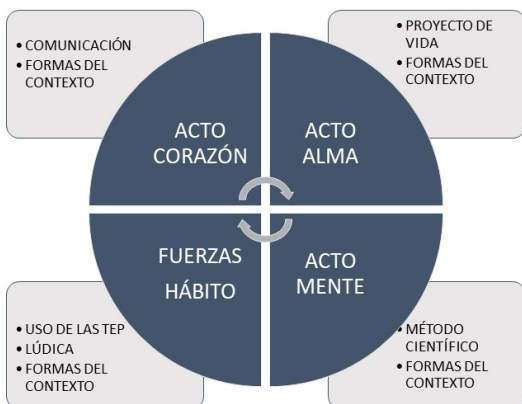 • COMUNICACIÓN
• FORMAS DEL
CONTEXTO
• PROYECTO DE
VIDA
• FORMAS DEL
CONTEXTO
ACTO
CORAZÓN
ACTO
ALMA
FUERZAS
HÁBITO
ACTO
MENTE
• USO DE LAS TEP
• LÚDICA
• FORMAS DEL
CONTEXTO
• MÉTODO
CIENTÍFICO
• FORMAS DEL
CONTEXTO